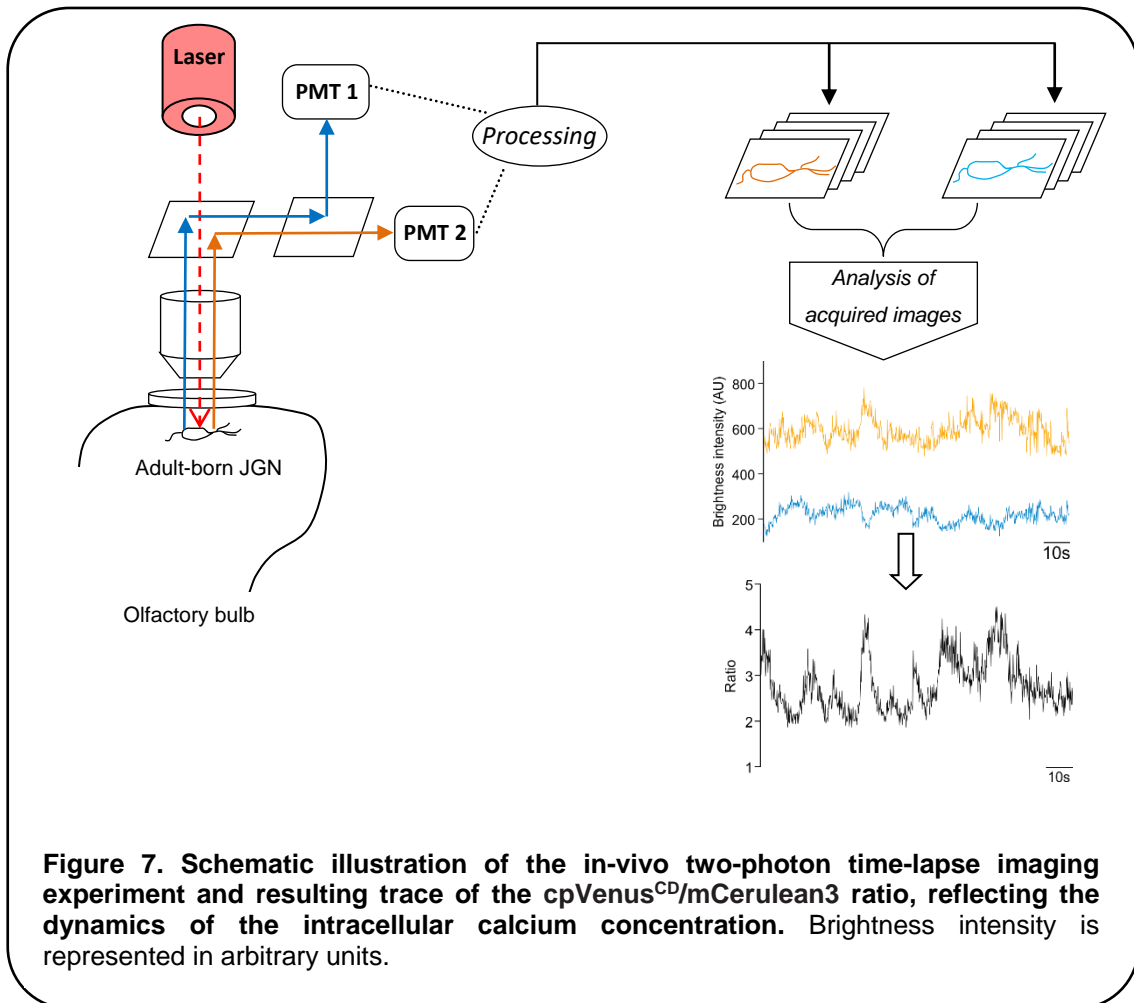 Laser
PMT 1
Processing
PMT 2
Adult-born JGN
Olfactory bulb
Analysis of
acquired images
Brightness intensity (AU)
800
600
400
200
10s
Ratio
5
4
3
2
1
10s
Figure 7. Schematic illustration of the in-vivo two-photon time-lapse imaging
experiment and resulting trace of the cpVenusCD/mCerulean3 ratio, reflecting the
dynamics of the intracellular calcium concentration. Brightness intensity is
represented in arbitrary units.